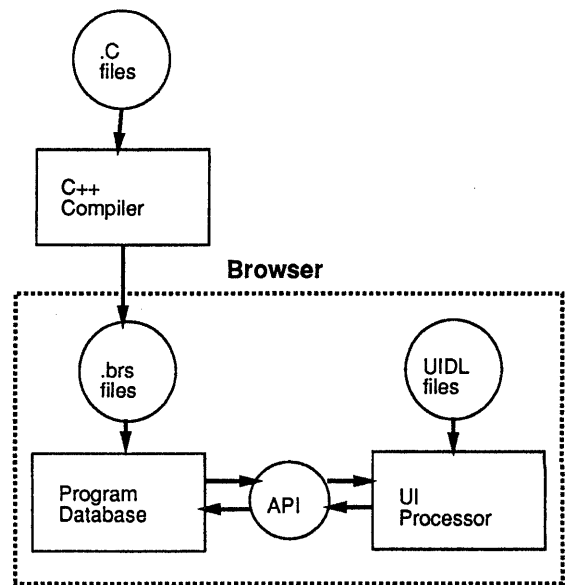 .C
files
C++
Compiler
Browser
.brs
files
UIDL
files
Program
Database
API
UI
Processor